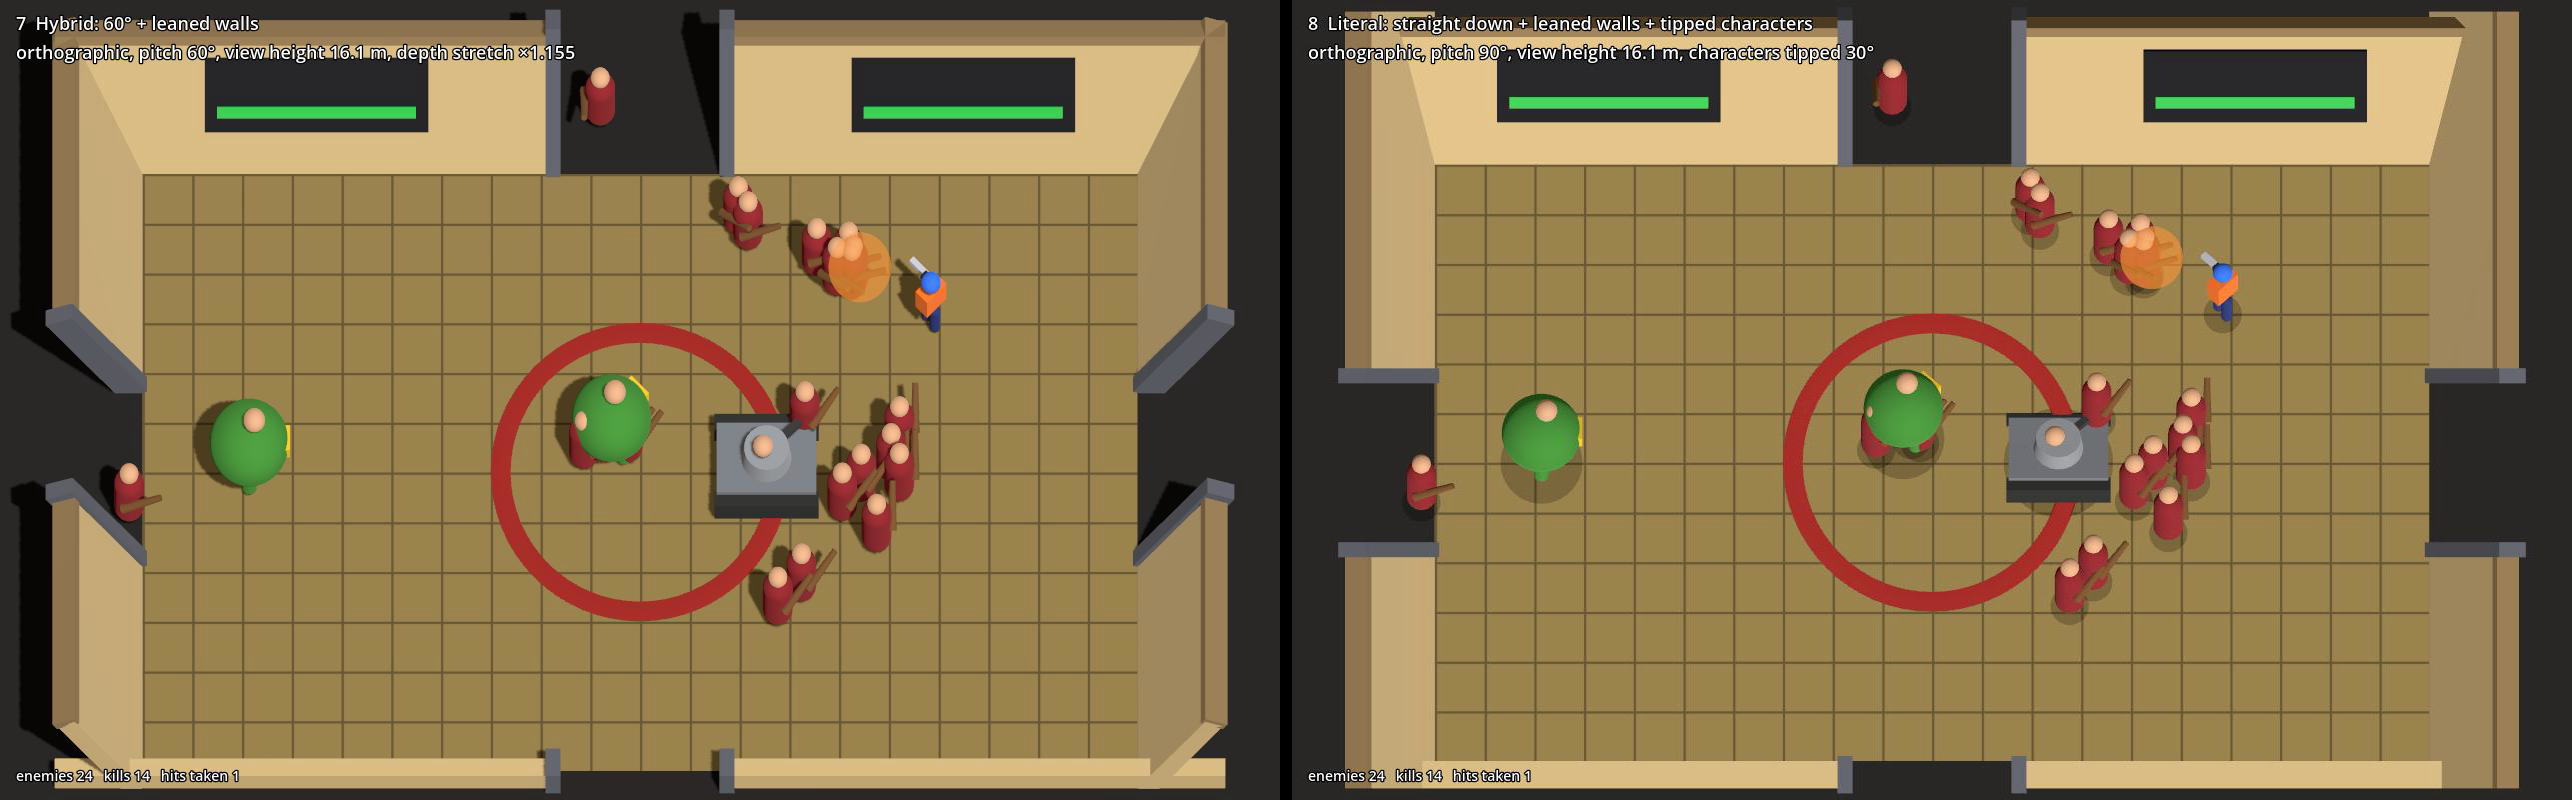 7 Hybrid: 60° + leaned walls
orthographic, pitch 60°, view height 16.1 m, depth stretch ×1.155
enemies 24 kills 14 hits taken 1
8 Literal: straight down + leaned walls + tipped characters
orthographic, pitch 90°, view height 16.1 m, characters tipped 30°
enemies 24 kills 14 hits taken 1